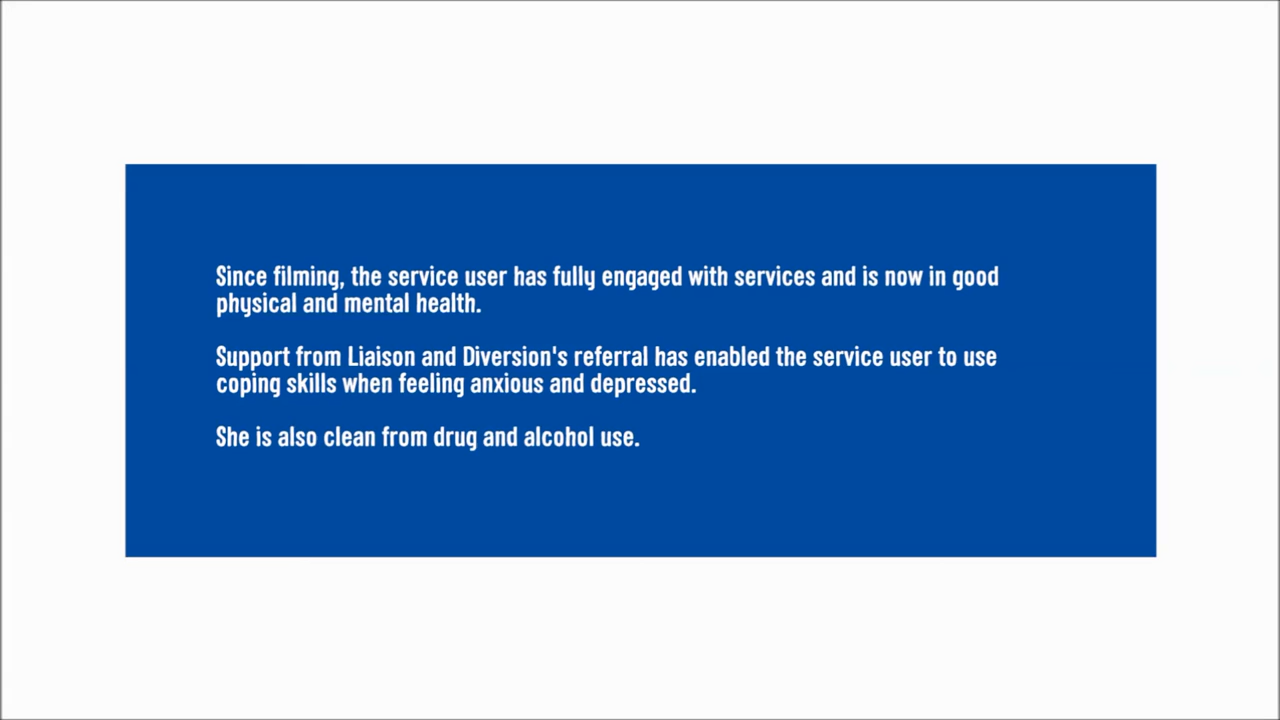 Since filming, the service user has fully engaged with services and is now in good
physical and mental health.
Support from Liaison and Diversion's referral has enabled the service user to use
coping skills when feeling anxious and depressed.
She is also clean from drug and alcohol use.